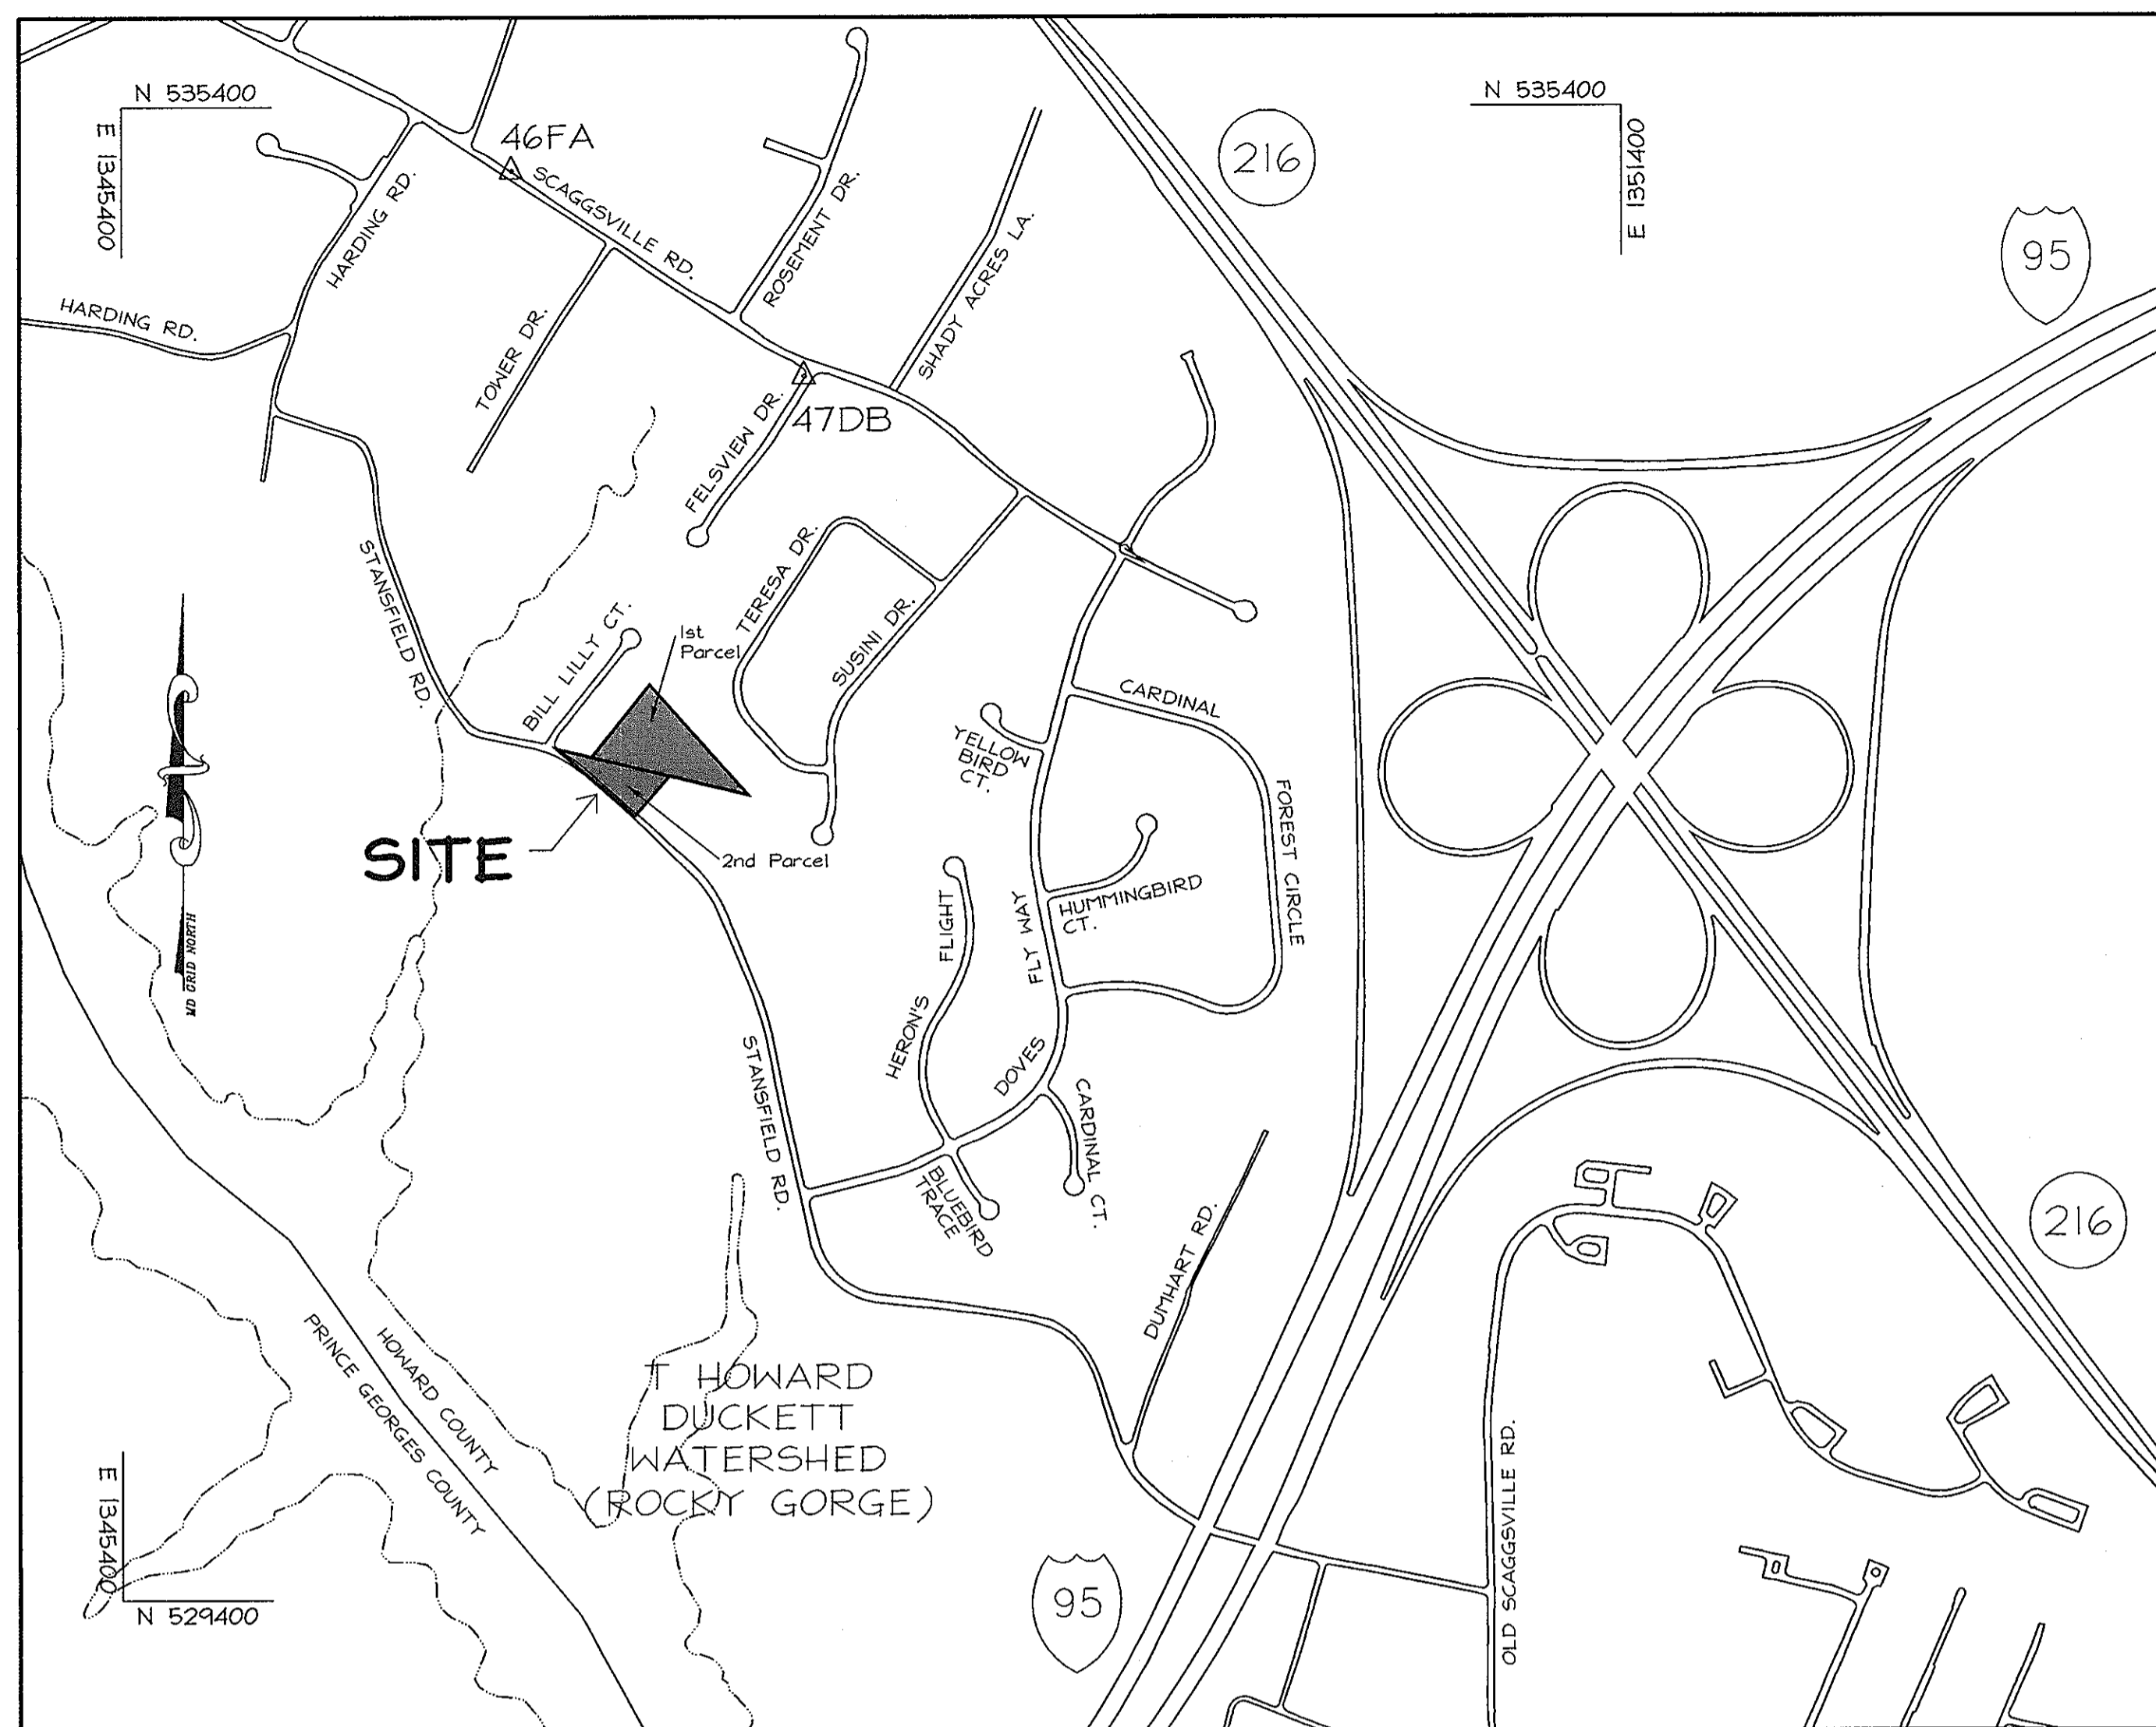 N 535400
E 1345400
46FA
SCAGGSVILLE RD.
HARDING RD.
HARDING RD.
TOWER DR.
ROSEMENT DR.
SHADY ACRES LA.
216
N 535400
E 1351400
95
47DB
FELSVIEW DR.
STANSFIELD RD.
BILL LILLY CT.
1st
Parcel
TERESA DR.
SUSINI DR.
CARDINAL
FOREST CIRCLE
YELLOW
BIRD
CT.
SITE
2nd Parcel
MD GRID NORTH
FLIGHT
HERON'S
FLY WAY
DOVES
HUMMINGBIRD
CT.
STANSFIELD RD.
CARDINAL CT.
BLUEBIRD
TRACE
DUMHART RD.
216
HOWARD COUNTY
PRINCE GEORGES COUNTY
T HOWARD
DUCKETT
WATERSHED
(ROCKY GORGE)
OLD SCAGGSVILLE RD.
E 1345400
N 529400
95